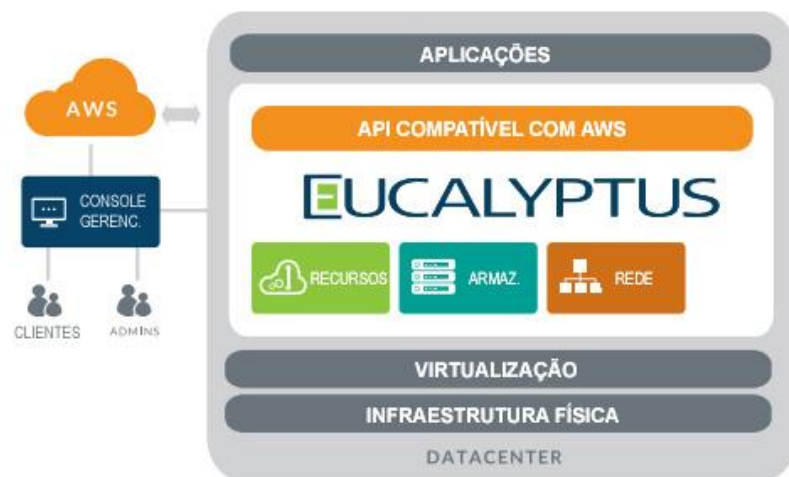 APLICAÇÕES
AWS
API COMPATÍVEL COM AWS
EUCALYPTUS
CONSOLE
GERENC.
RECURSOS
ARMAZ.
REDE
CLIENTES
ADMINS
VIRTUALIZAÇÃO
INFRAESTRUTURA FÍSICA
DATACENTER